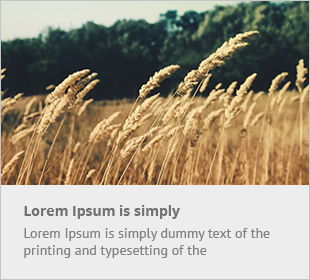 Lorem Ipsum is simply
Lorem Ipsum is simply dummy text of the
printing and typesetting of the